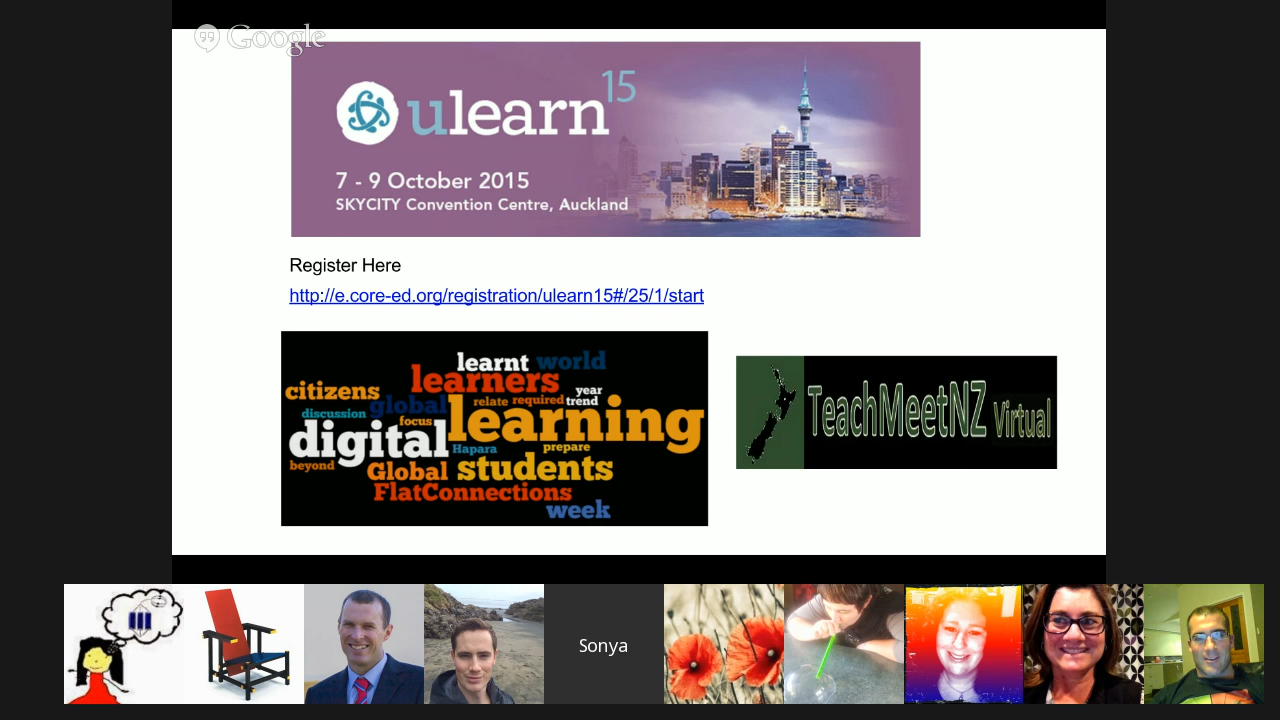 Google
ulearn15
7 - 9 October 2015
SKYCITY Convention Centre, Auckland
Register Here
http://e.core-ed.org/registration/ulearn15#/25/1/start
learnt world
citizens learners year
discussion global relate required trend
focus learning
digital Hapara prepare
beyond Global students
FlatConnections
week
TeachMeetNZ Virtual
Sonya